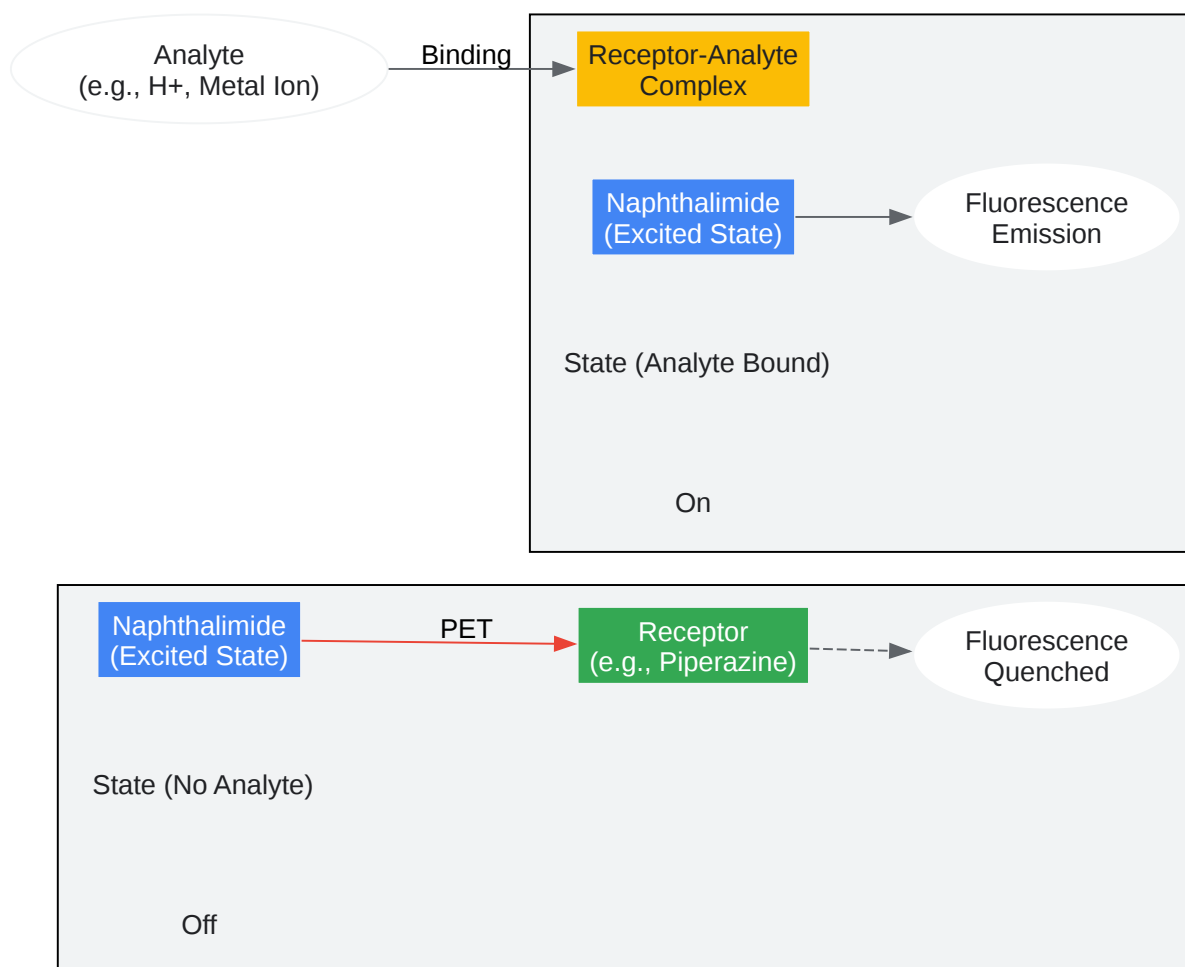 Analyte
(e.g., H+, Metal Ion)
Binding
Receptor-Analyte
Complex
Naphthalimide
(Excited State)
Fluorescence
Emission
State (Analyte Bound)
On
Naphthalimide
(Excited State)
PET
Receptor
(e.g., Piperazine)
Fluorescence
Quenched
State (No Analyte)
Off